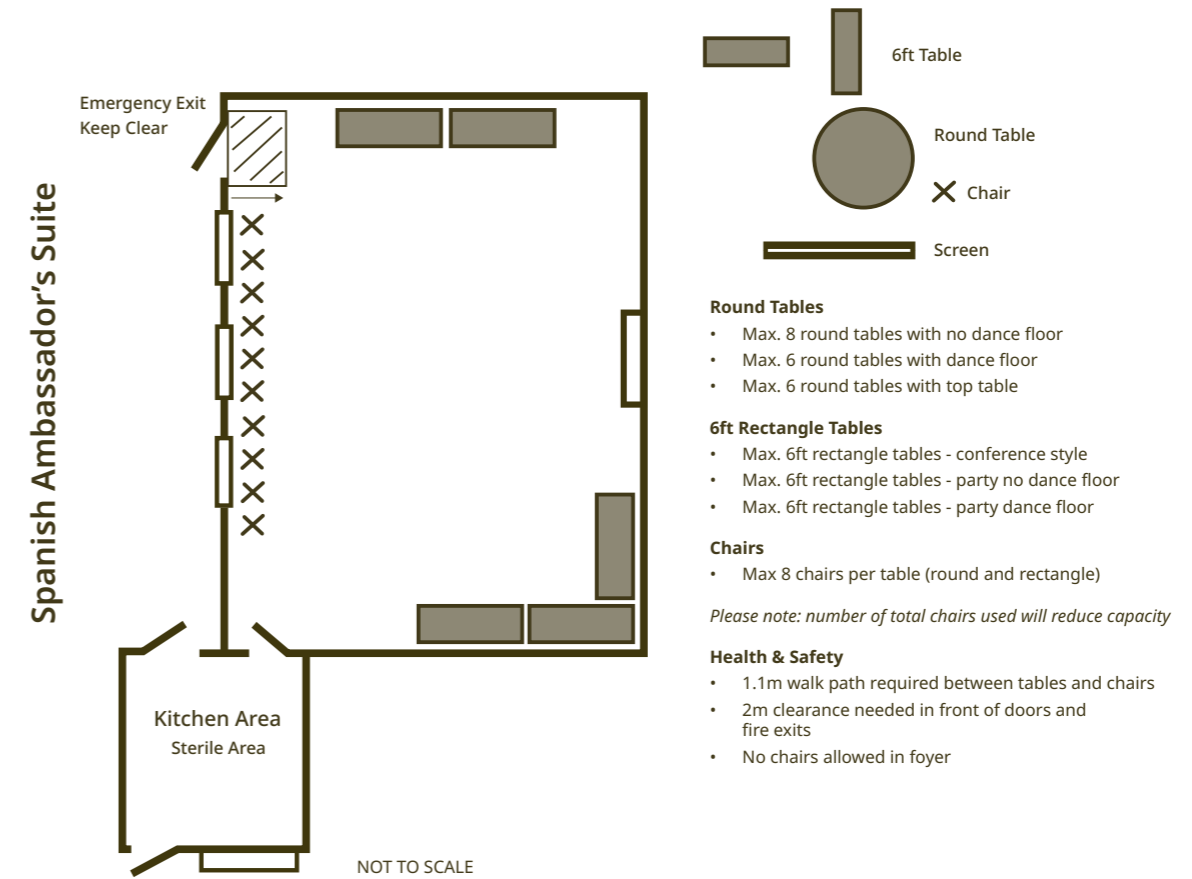 Spanish Ambassador’s Suite
Emergency Exit
Keep Clear
Kitchen Area
Sterile Area
NOT TO SCALE
6ft Table
Round Table
Chair
Screen
Round Tables
• Max. 8 round tables with no dance floor
• Max. 6 round tables with dance floor
• Max. 6 round tables with top table
6ft Rectangle Tables
• Max. 6ft rectangle tables - conference style
• Max. 6ft rectangle tables - party no dance floor
• Max. 6ft rectangle tables - party dance floor
Chairs
• Max 8 chairs per table (round and rectangle)
Please note: number of total chairs used will reduce capacity
Health & Safety
• 1.1m walk path required between tables and chairs
• 2m clearance needed in front of doors and
fire exits
• No chairs allowed in foyer